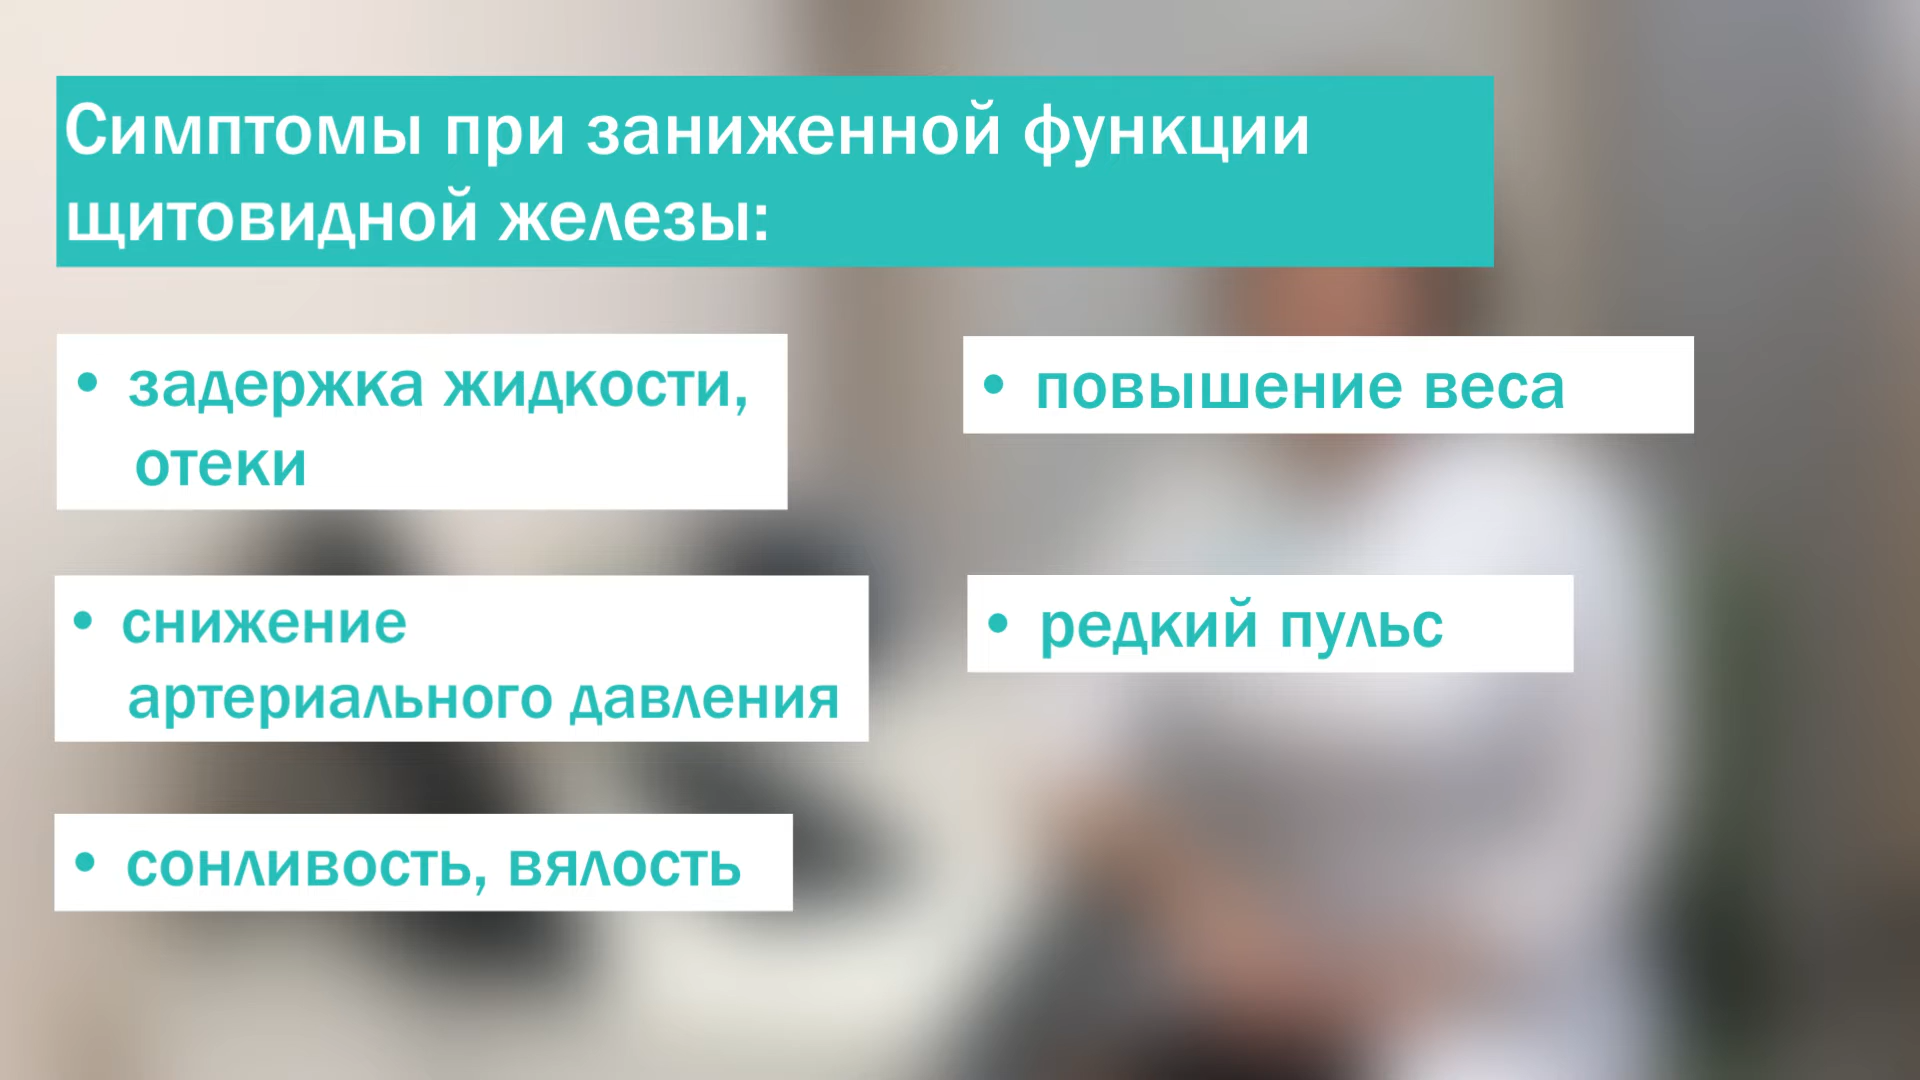 Симптомы при заниженной функции
щитовидной железы:
• задержка жидкости,
отеки
• снижение
артериального давления
• сонливость, вялость
• повышение веса
• редкий пульс